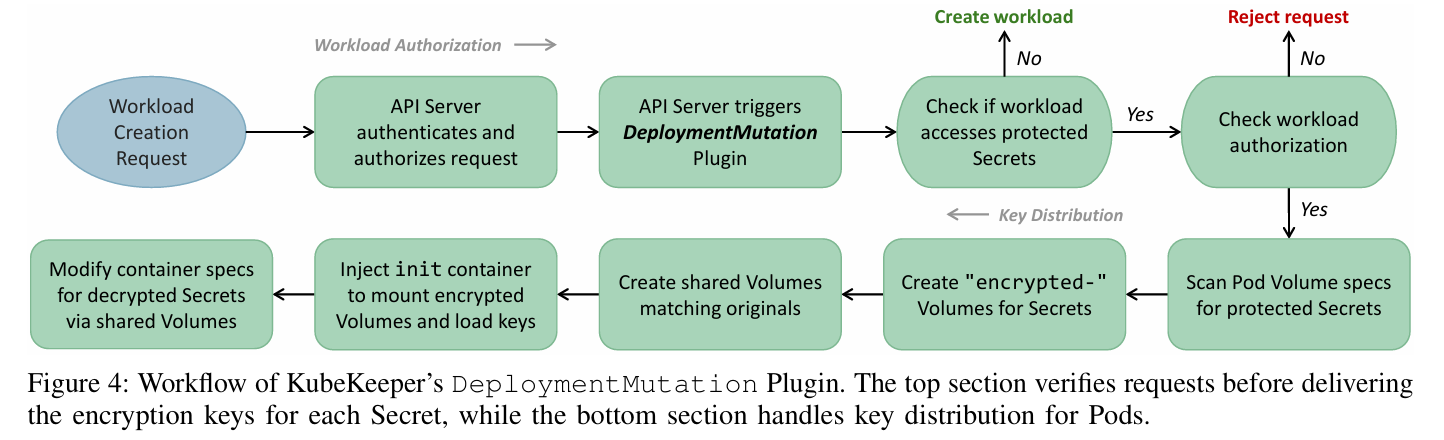 Create workload
Reject request
Workload Authorization
No
No
Workload
Creation
Request
API Server
authenticates and
authorizes request
API Server triggers
DeploymentMutation
Plugin
Check if workload
accesses protected
Secrets
Yes
Check workload
authorization
Yes
Key Distribution
Scan Pod Volume specs
for protected Secrets
Create "encrypted-"
Volumes for Secrets
Create shared Volumes
matching originals
Inject init container
to mount encrypted
Volumes and load keys
Modify container specs
for decrypted Secrets
via shared Volumes
Figure 4: Workflow of KubeKeeper's DeploymentMutation Plugin. The top section verifies requests before delivering
the encryption keys for each Secret, while the bottom section handles key distribution for Pods.